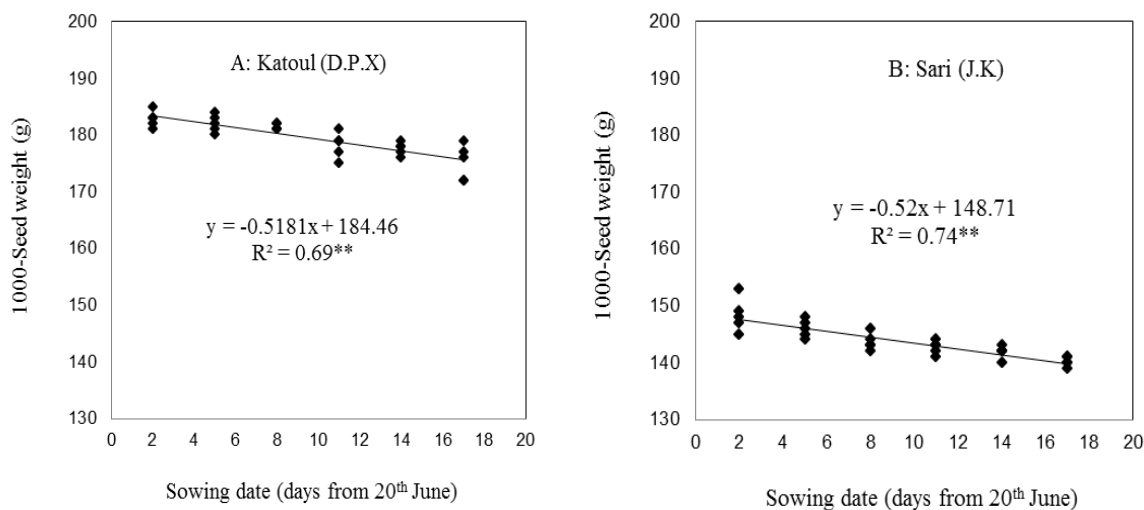 200
190
180
170
160
150
140
130
1000-Seed weight (g)
A: Katoul (D.P.X)
y = -0.5181x + 184.46
R² = 0.69**
0 2 4 6 8 10 12 14 16 18 20
Sowing date (days from 20th June)
200
190
180
170
160
150
140
130
1000-Seed weight (g)
B: Sari (J.K)
y = -0.52x + 148.71
R² = 0.74**
0 2 4 6 8 10 12 14 16 18 20
Sowing date (days from 20th June)